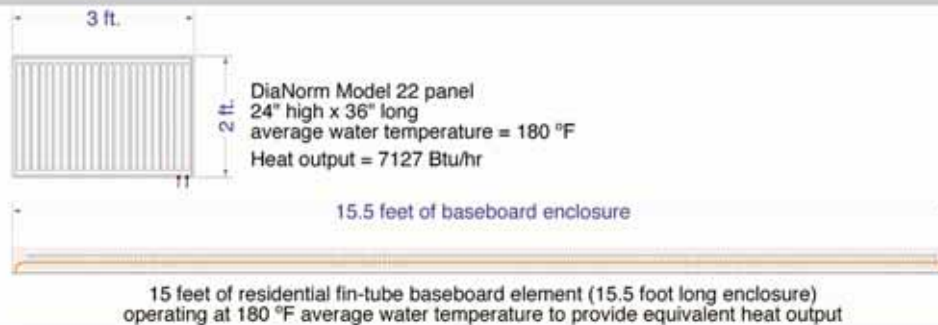 3 ft.
2 ft.
DiaNorm Model 22 panel
24" high x 36" long
average water temperature = 180 ºF
Heat output = 7127 Btu/hr
15.5 feet of baseboard enclosure
15 feet of residential fin-tube baseboard element (15.5 foot long enclosure)
operating at 180 ºF average water temperature to provide equivalent heat output